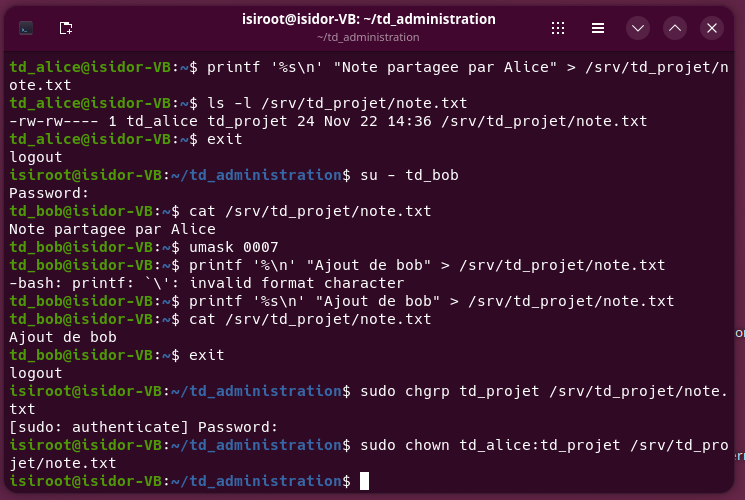 isiroot@isidor-VB: ~/td_administration
~/td_administration
td_alice@isidor-VB:~$ printf '%s\n' "Note partagee par Alice" > /srv/td_projet/n
ote.txt
td_alice@isidor-VB:~$ ls -l /srv/td_projet/note.txt
-rw-rw---- 1 td_alice td_projet 24 Nov 22 14:36 /srv/td_projet/note.txt
td_alice@isidor-VB:~$ exit
logout
isiroot@isidor-VB:~/td_administration$ su - td_bob
Password:
td_bob@isidor-VB:~$ cat /srv/td_projet/note.txt
Note partagee par Alice
td_bob@isidor-VB:~$ umask 0007
td_bob@isidor-VB:~$ printf '%\n' "Ajout de bob" > /srv/td_projet/note.txt
-bash: printf: `\': invalid format character
td_bob@isidor-VB:~$ printf '%s\n' "Ajout de bob" > /srv/td_projet/note.txt
td_bob@isidor-VB:~$ cat /srv/td_projet/note.txt
Ajout de bob
td_bob@isidor-VB:~$ exit
logout
isiroot@isidor-VB:~/td_administration$ sudo chgrp td_projet /srv/td_projet/note.
txt
[sudo: authenticate] Password:
isiroot@isidor-VB:~/td_administration$ sudo chown td_alice:td_projet /srv/td_pro
jet/note.txt
isiroot@isidor-VB:~/td_administration$